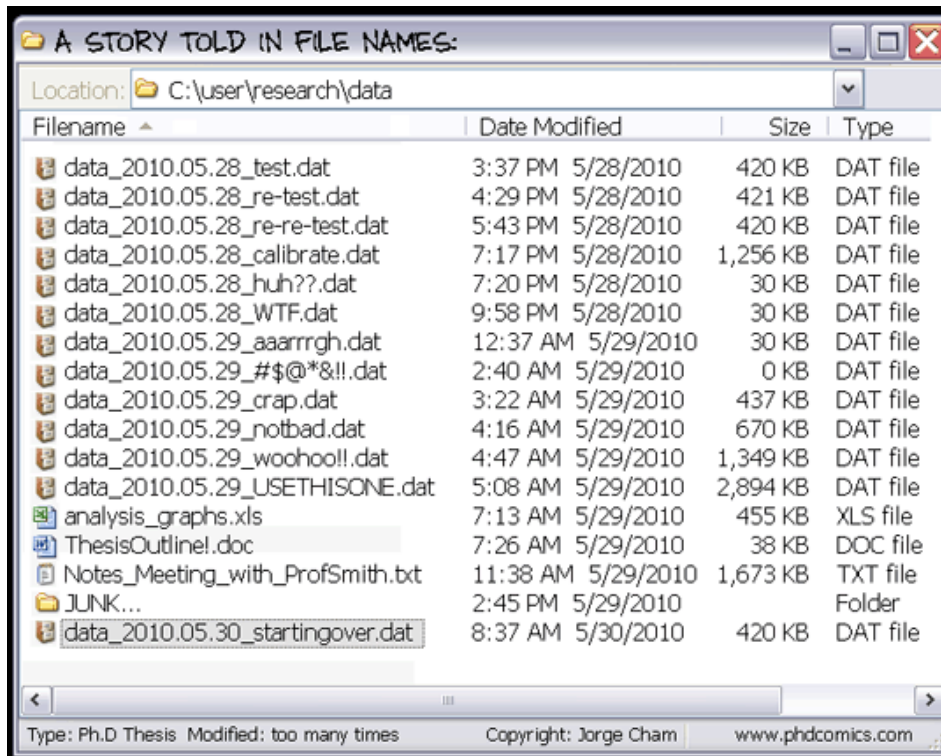 A STORY TOLD IN FILE NAMES:
Location: C:\user\research\data
Filename Date Modified Size Type
data_2010.05.28_test.dat 3:37 PM 5/28/2010 420 KB DAT file
data_2010.05.28_re-test.dat 4:29 PM 5/28/2010 421 KB DAT file
data_2010.05.28_re-re-test.dat 5:43 PM 5/28/2010 420 KB DAT file
data_2010.05.28_calibrate.dat 7:17 PM 5/28/2010 1,256 KB DAT file
data_2010.05.28_huh??.dat 7:20 PM 5/28/2010 30 KB DAT file
data_2010.05.28_WTF.dat 9:58 PM 5/28/2010 30 KB DAT file
data_2010.05.29_aaarrrgh.dat 12:37 AM 5/29/2010 30 KB DAT file
data_2010.05.29_#$@*&!!.dat 2:40 AM 5/29/2010 0 KB DAT file
data_2010.05.29_crap.dat 3:22 AM 5/29/2010 437 KB DAT file
data_2010.05.29_notbad.dat 4:16 AM 5/29/2010 670 KB DAT file
data_2010.05.29_woohoo!!.dat 4:47 AM 5/29/2010 1,349 KB DAT file
data_2010.05.29_USETHISONE.dat 5:08 AM 5/29/2010 2,894 KB DAT file
analysis_graphs.xls 7:13 AM 5/29/2010 455 KB XLS file
ThesisOutline!.doc 7:26 AM 5/29/2010 38 KB DOC file
Notes_Meeting_with_ProfSmith.txt 11:38 AM 5/29/2010 1,673 KB TXT file
JUNK... 2:45 PM 5/29/2010 Folder
data_2010.05.30_startingover.dat 8:37 AM 5/30/2010 420 KB DAT file
Type: Ph.D Thesis Modified: too many times Copyright: Jorge Cham www.phdcomics.com